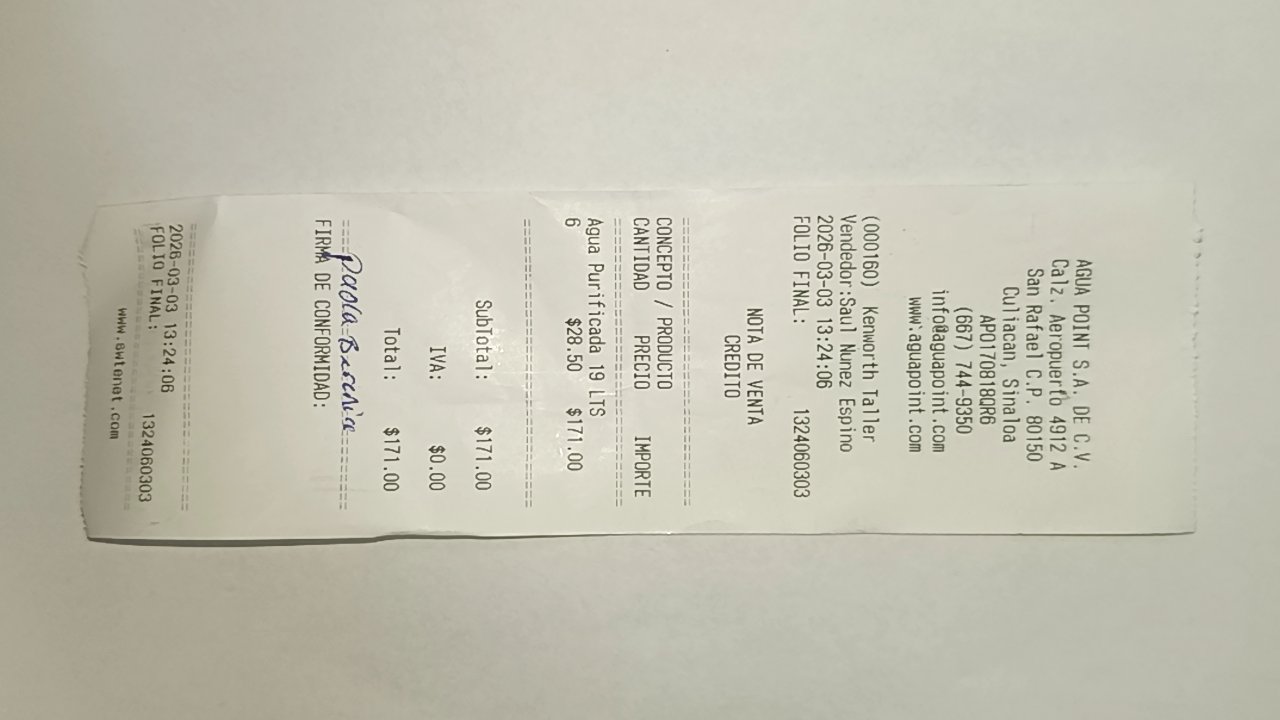 AGUA POINT S.A. DE C.V.
Calz. Aeropuerto 4912 A
San Rafael C.P. 80150
Culiacan, Sinaloa
APO170818QR6
(667) 744-9350
info@aguapoint.com
www.aguapoint.com
(000160) Kenworth Taller
Vendedor:Saul Nunez Espino
2026-03-03 13:24:06
FOLIO FINAL: 1324060303
NOTA DE VENTA
CREDITO
CONCEPTO / PRODUCTO
CANTIDAD PRECIO IMPORTE
Agua Purificada 19 LTS
6 $28.50 $171.00
SubTotal: $171.00
IVA: $0.00
Total: $171.00
Paola
FIRMA DE CONFORMIDAD:
2026-03-03 13:24:06
FOLIO FINAL: 1324060303
www.6wtenet.com